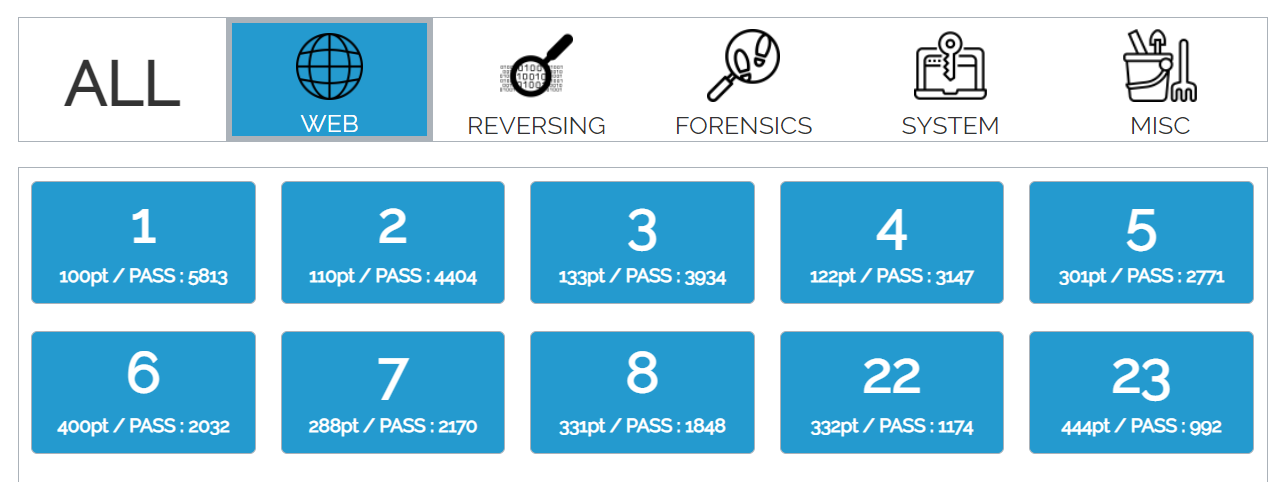 ALL
WEB
REVERSING
FORENSICS
SYSTEM
MISC
1
100pt / PASS : 5813
2
110pt / PASS : 4404
3
133pt / PASS : 3934
4
122pt / PASS : 3147
5
301pt / PASS : 2771
6
400pt / PASS : 2032
7
288pt / PASS : 2170
8
331pt / PASS : 1848
22
332pt / PASS : 1174
23
444pt / PASS : 992